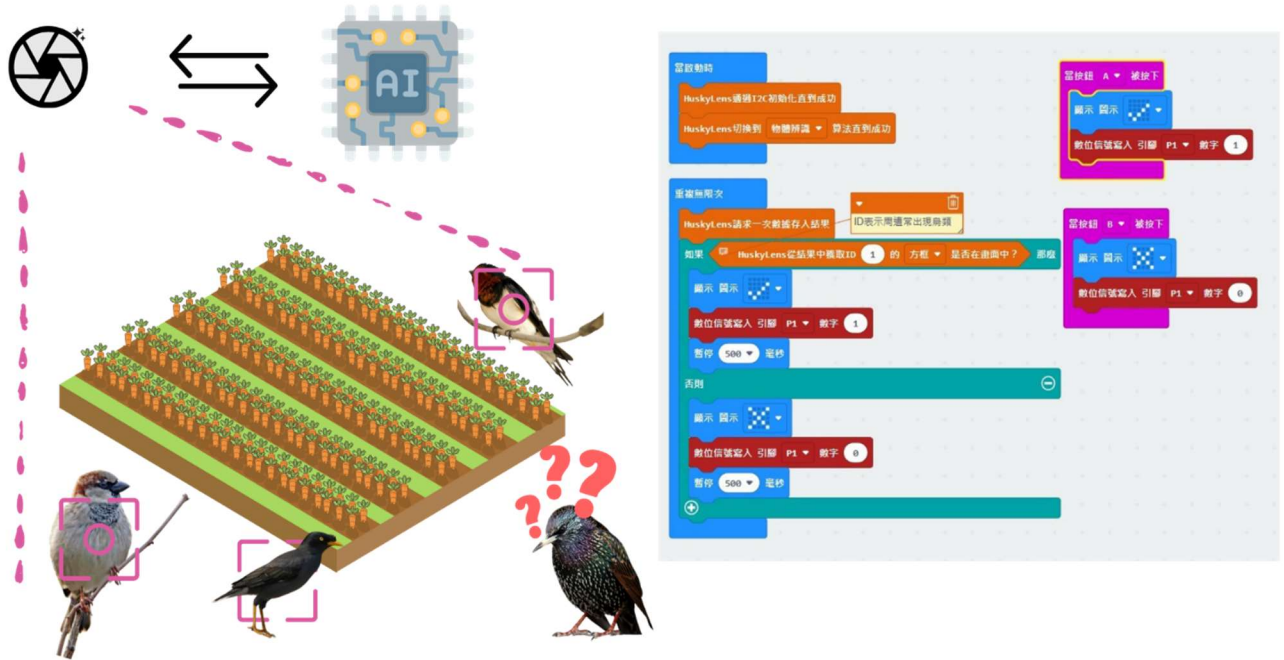 AI
當啟動時
HuskyLens通過I2C初始化直到成功
HuskyLens切換到 物體辨識 算法直到成功
重複無限次
HuskyLens請求一次數據存入結果
ID表示問通常出現鳥類
如果 HuskyLens從結果中獲取ID 1 的 方框 是否在畫面中？ 那麼
顯示 圖示
數位信號寫入 引腳 P1 數字 1
暫停 500 毫秒
否則
顯示 圖示
數位信號寫入 引腳 P1 數字 0
暫停 500 毫秒
當按鈕 A 被按下
顯示 圖示
數位信號寫入 引腳 P1 數字 1
當按鈕 B 被按下
顯示 圖示
數位信號寫入 引腳 P1 數字 0
???